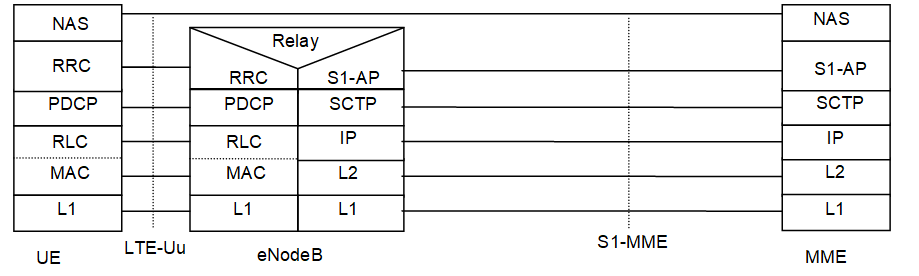 NAS NAS
Relay
RRC RRC S1-AP S1-AP
PDCP PDCP SCTP SCTP
RLC RLC IP IP
MAC MAC L2 L2
L1 L1 L1 L1
UE LTE-Uu eNodeB S1-MME MME